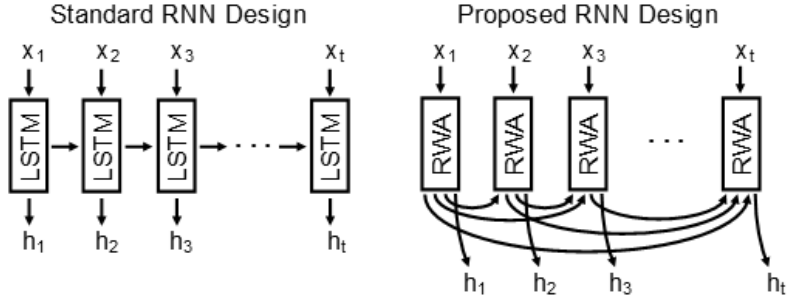 Standard RNN Design
x1 x2 x3 xt
LSTM LSTM LSTM ... LSTM
h1 h2 h3 ht
Proposed RNN Design
x1 x2 x3 xt
RWA RWA RWA ... RWA
h1 h2 h3 ht